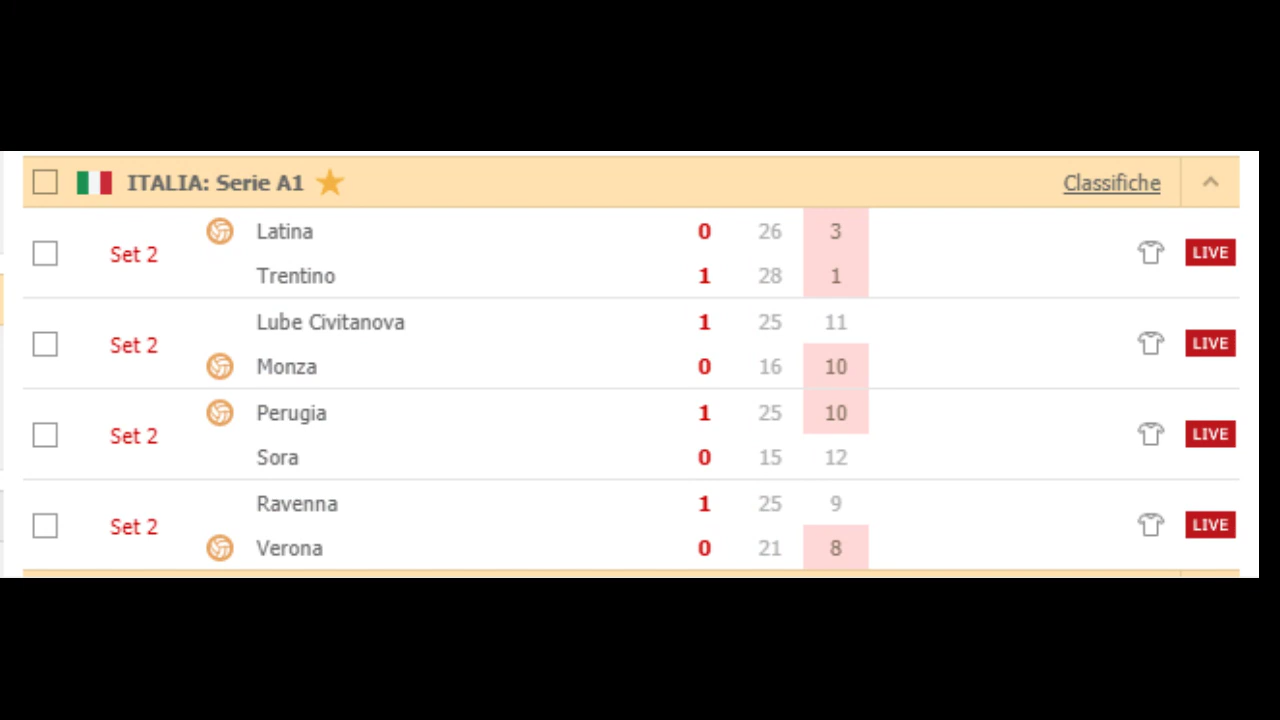 ITALIA: Serie A1 Classifiche
Set 2
Latina 0 26 3
Trentino 1 28 1
LIVE
Set 2
Lube Civitanova 1 25 11
Monza 0 16 10
LIVE
Set 2
Perugia 1 25 10
Sora 0 15 12
LIVE
Set 2
Ravenna 1 25 9
Verona 0 21 8
LIVE